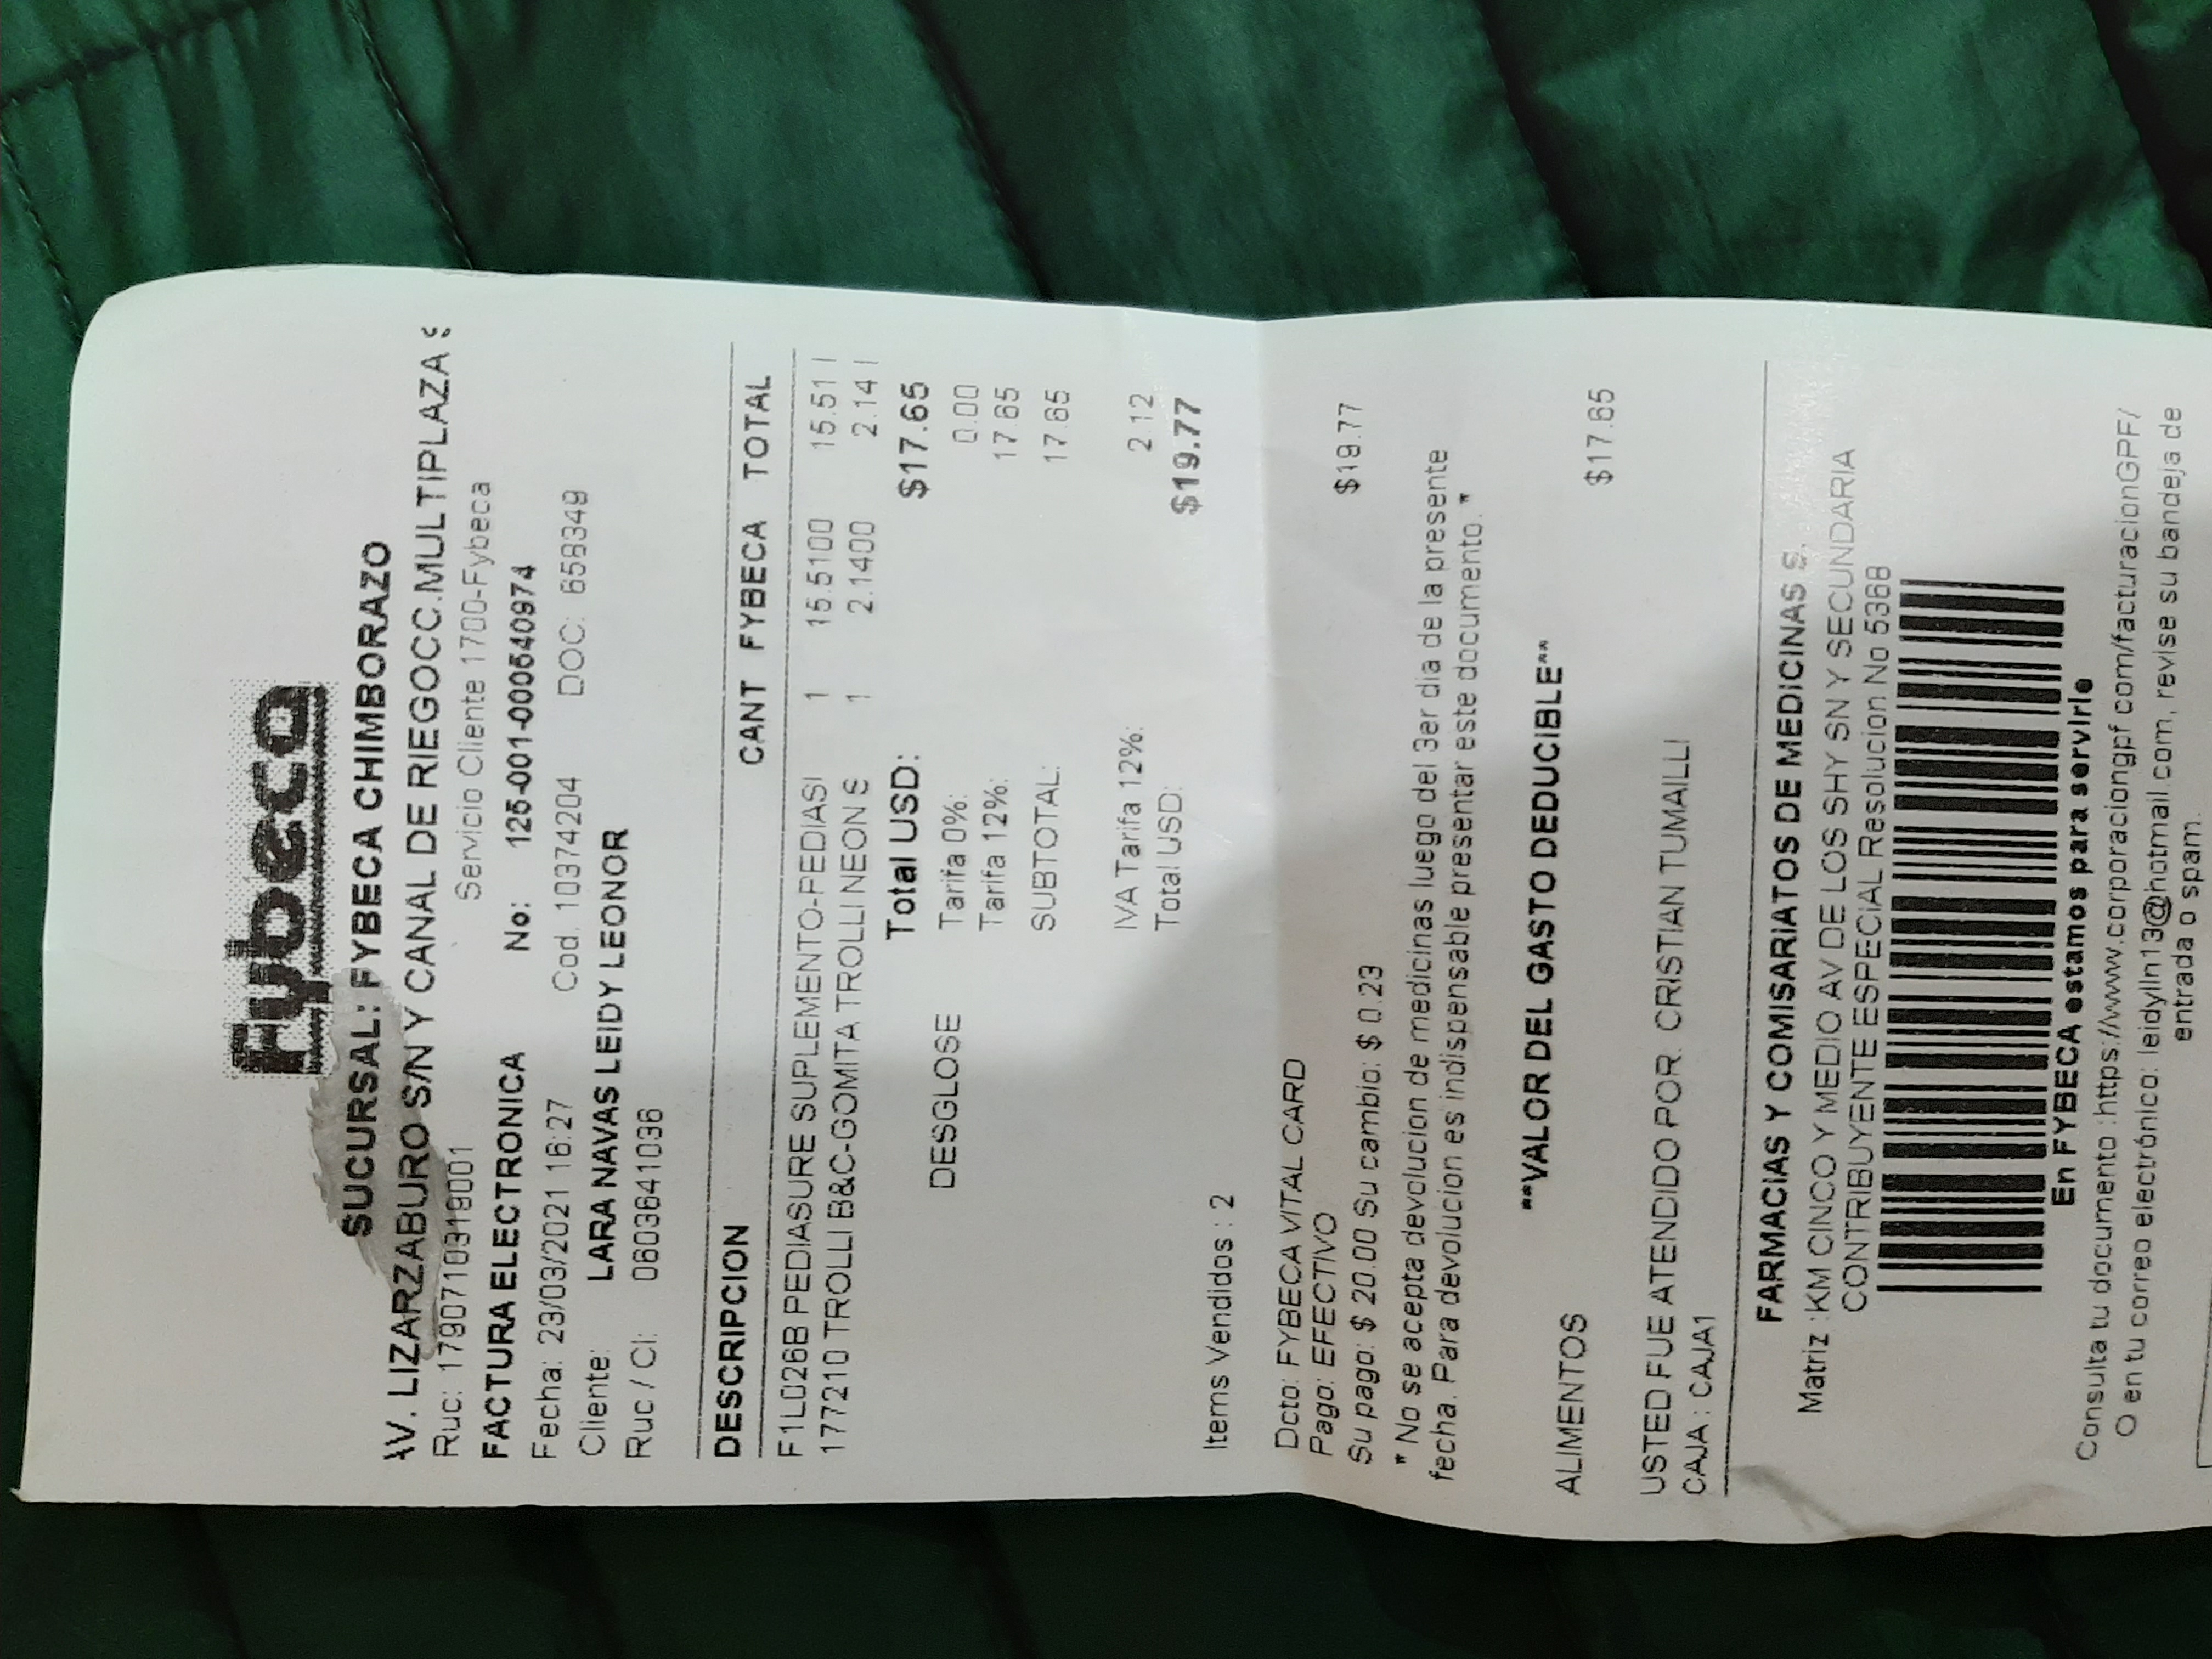 Fybeca
SUCURSAL: FYBECA CHIMBORAZO
AV. LIZARZABURO S/N Y CANAL DE RIEGOCC.MULTIPLAZA
Ruc: 1790710319001 Servicio Cliente 1700-Fybeca
FACTURA ELECTRONICA No: 125-001-000640974
Fecha: 23/03/2021 16:27 Cod. 10374204 DOC: 658349
Cliente: LARA NAVAS LEIDY LEONOR
Ruc / CI: 0603641036
DESCRIPCION CANT FYBECA TOTAL
F1L026B PEDIASURE SUPLEMENTO-PEDIASI 1 15.5100 15.51 I
177210 TROLLI B&C-GOMITA TROLLI NEON S 1 2.1400 2.14 I
Total USD: $17.65
DESGLOSE Tarifa 0%: 0.00
Tarifa 12%: 17.65
SUBTOTAL: 17.65
IVA Tarifa 12%: 2.12
Total USD: $19.77
Items Vendidos : 2
Dcto: FYBECA VITAL CARD
Pago: EFECTIVO $19.77
Su pago: $ 20.00 Su cambio: $ 0.23
* No se acepta devolucion de medicinas luego del 3er dia de la presente
fecha. Para devolucion es indispensable presentar este documento. *
**VALOR DEL GASTO DEDUCIBLE**
ALIMENTOS $17.65
USTED FUE ATENDIDO POR: CRISTIAN TUMAILLI
CAJA : CAJA1
FARMACIAS Y COMISARIATOS DE MEDICINAS S.
Matriz :KM CINCO Y MEDIO AV DE LOS SHY SN Y SECUNDARIA
CONTRIBUYENTE ESPECIAL Resolucion No 5368
En FYBECA estamos para servirle
Consulta tu documento :https://www.corporaciongpf.com/facturacionGPF/
O en tu correo electrónico: leidylln13@hotmail.com, revise su bandeja de
entrada o spam.